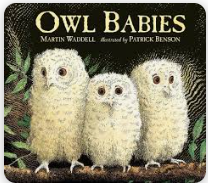 OWL BABIES
MARTIN WADDELL illustrated by PATRICK BENSON